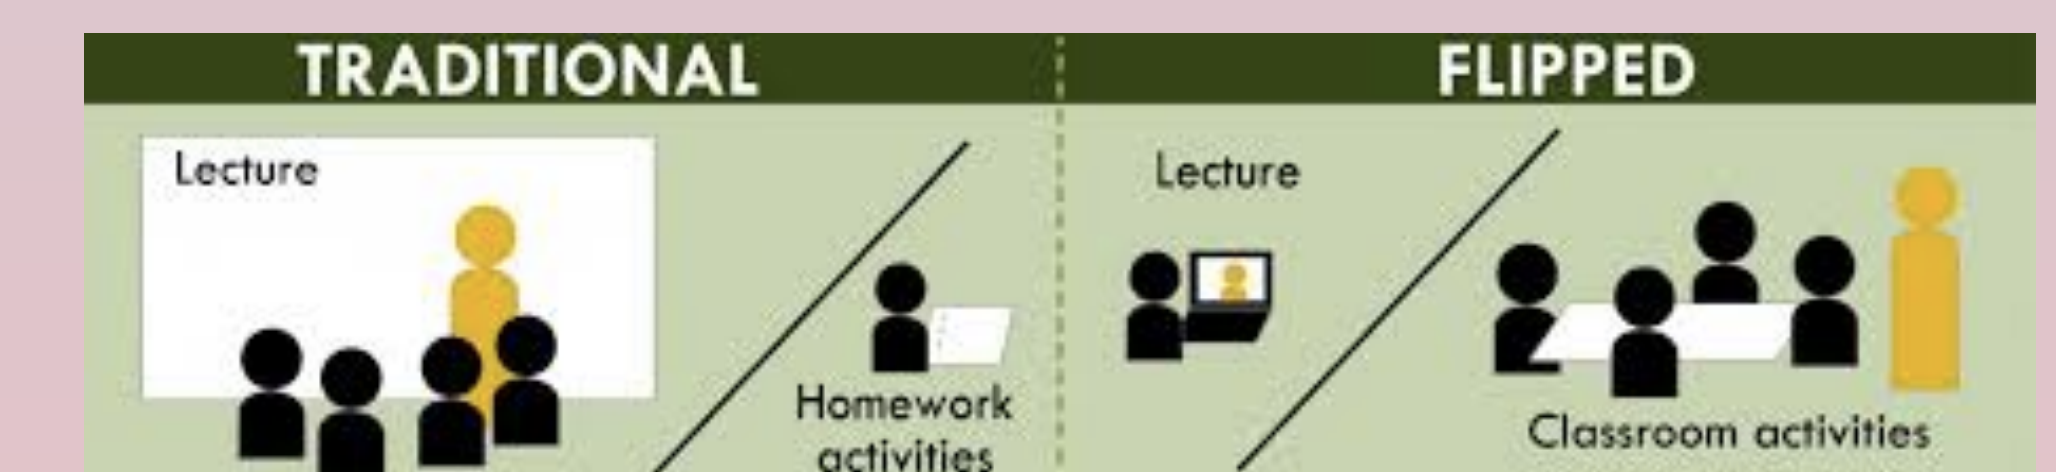 TRADITIONAL
Lecture
Homework
activities
FLIPPED
Lecture
Classroom activities